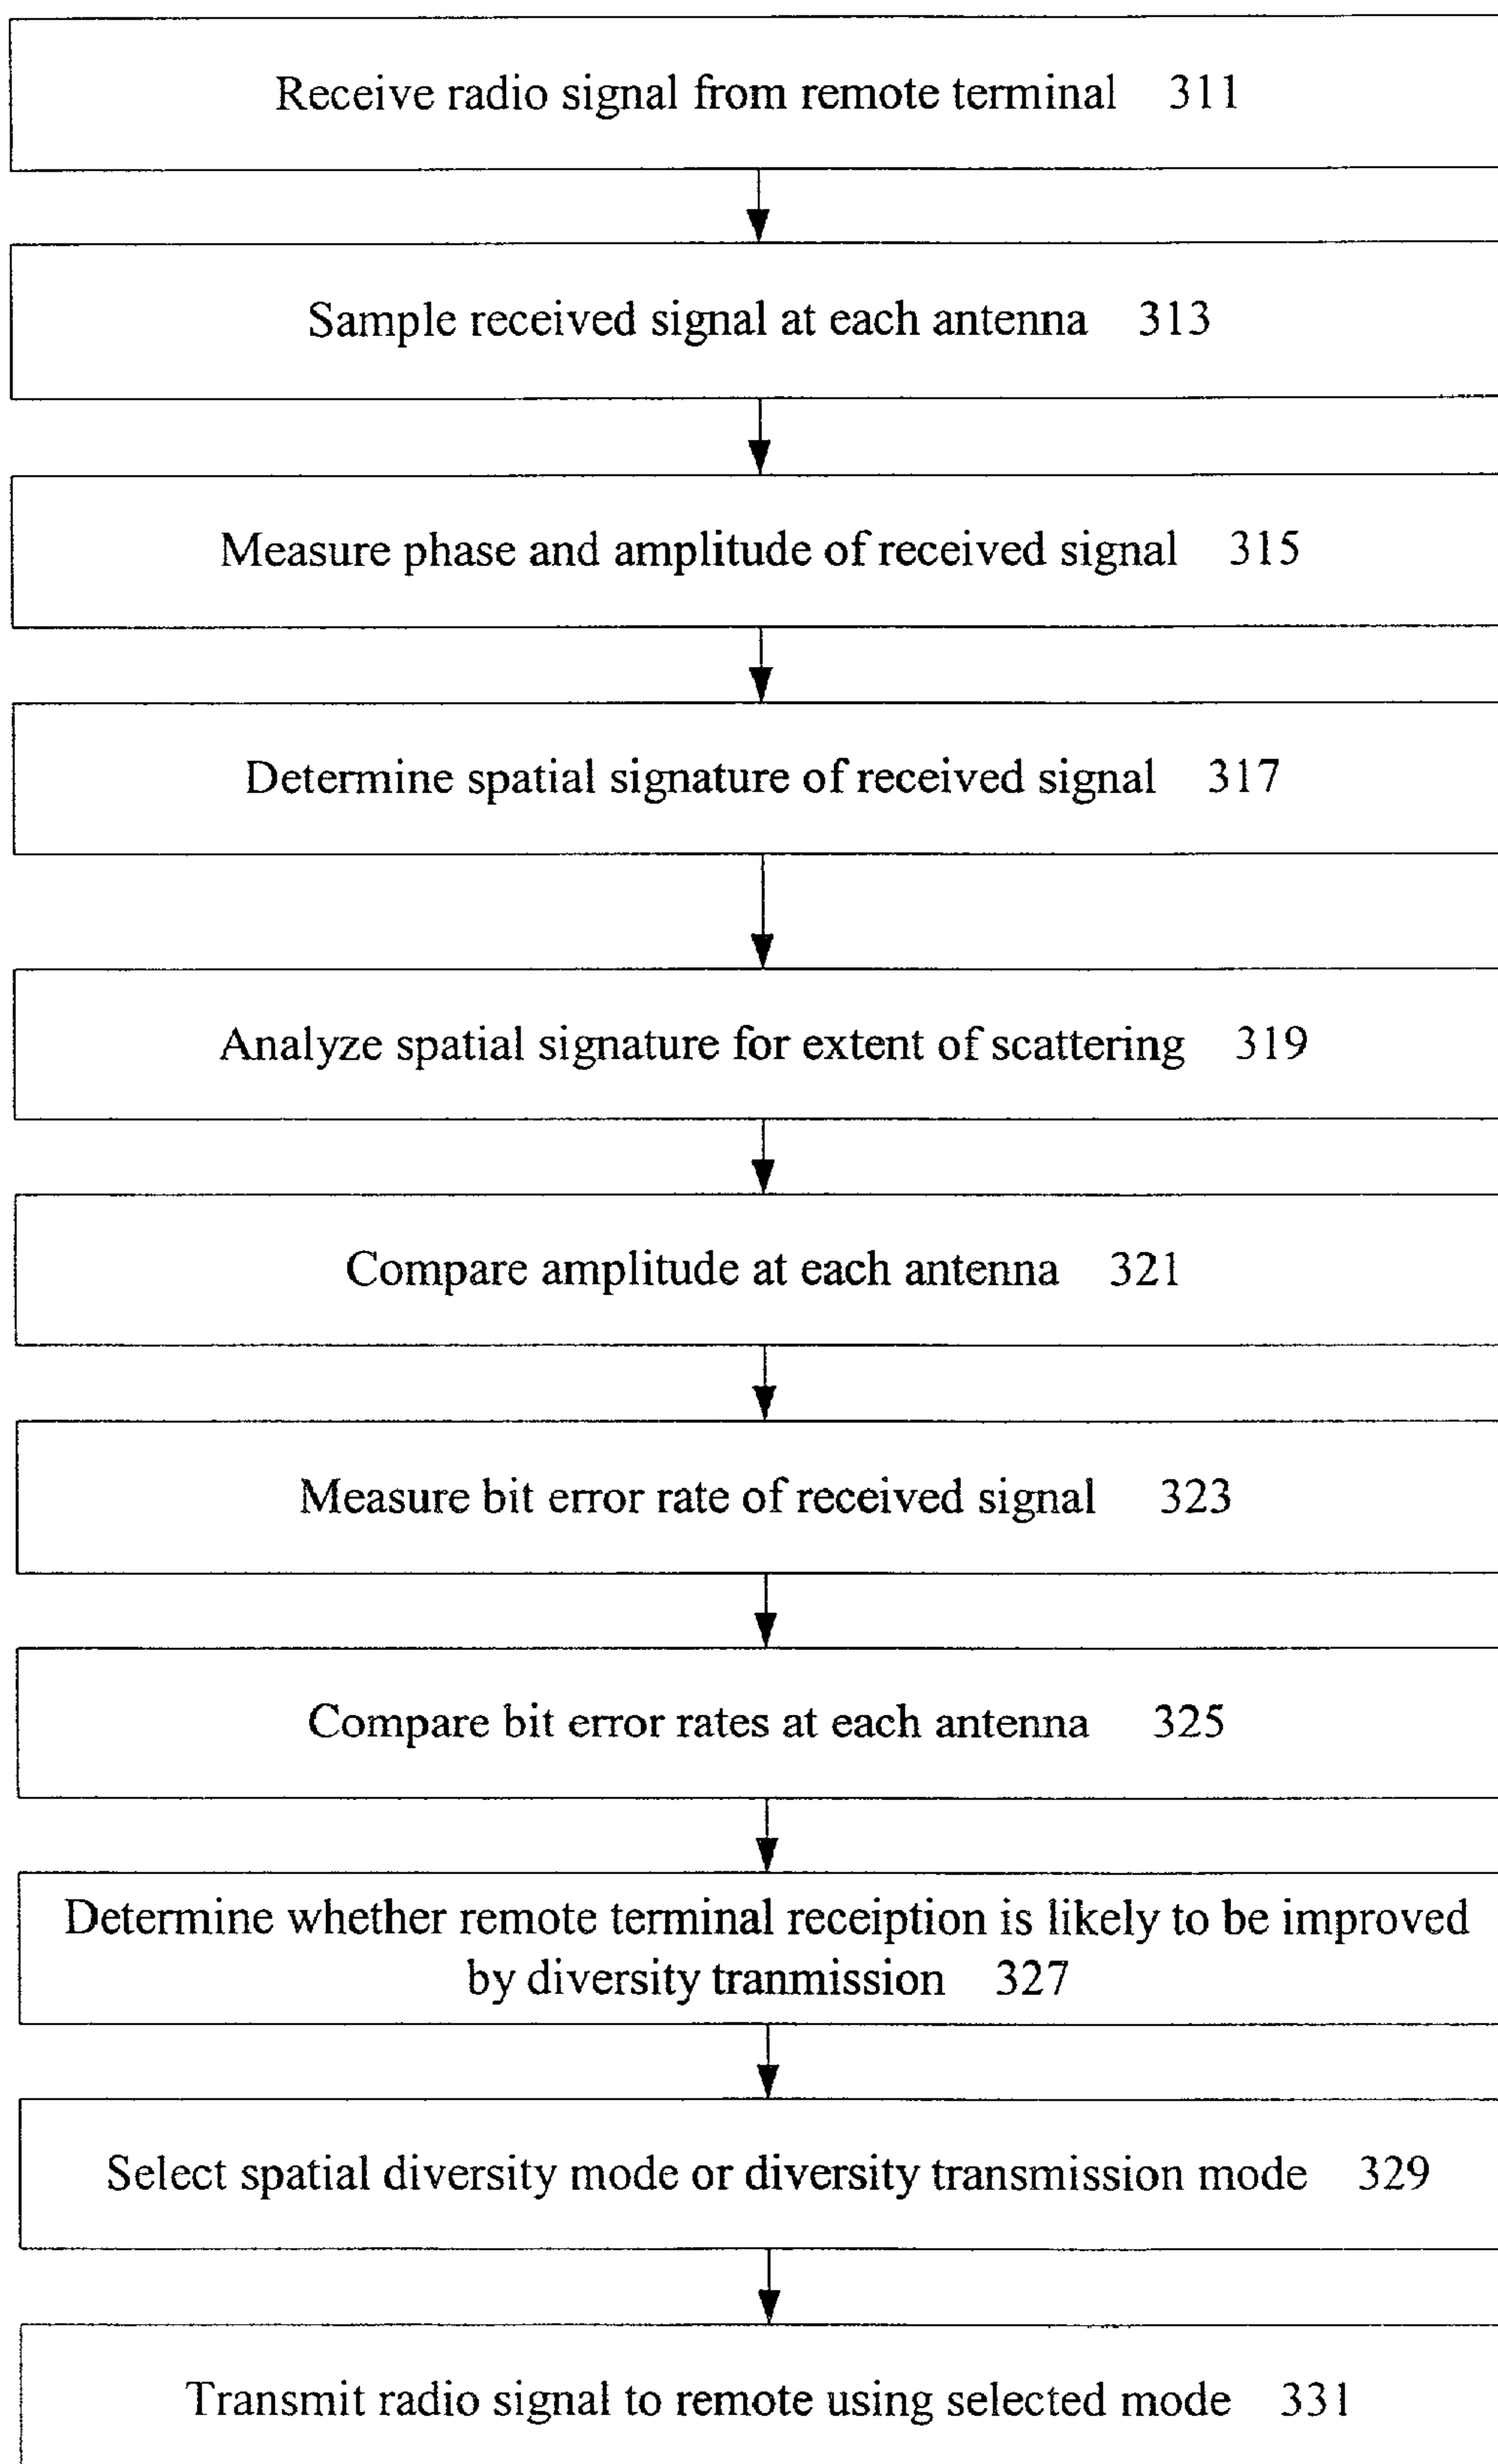 Receive radio signal from remote terminal 311
Sample received signal at each antenna 313
Measure phase and amplitude of received signal 315
Determine spatial signature of received signal 317
Analyze spatial signature for extent of scattering 319
Compare amplitude at each antenna 321
Measure bit error rate of received signal 323
Compare bit error rates at each antenna 325
Determine whether remote terminal receiption is likely to be improved
by diversity tranmission 327
Select spatial diversity mode or diversity transmission mode 329
Transmit radio signal to remote using selected mode 331